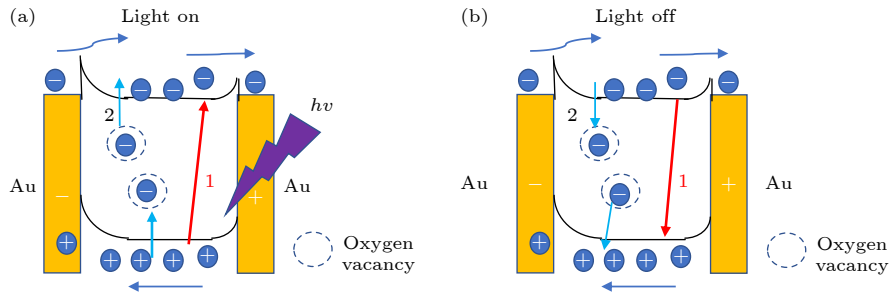 (a)
Light on
hν
2
1
Au
−
+
Au
Oxygen
vacancy
− − − − − −
− −
+ + + + +
(b)
Light off
2
1
Au
−
+
Au
Oxygen
vacancy
− − − − − −
− −
+ + + + +